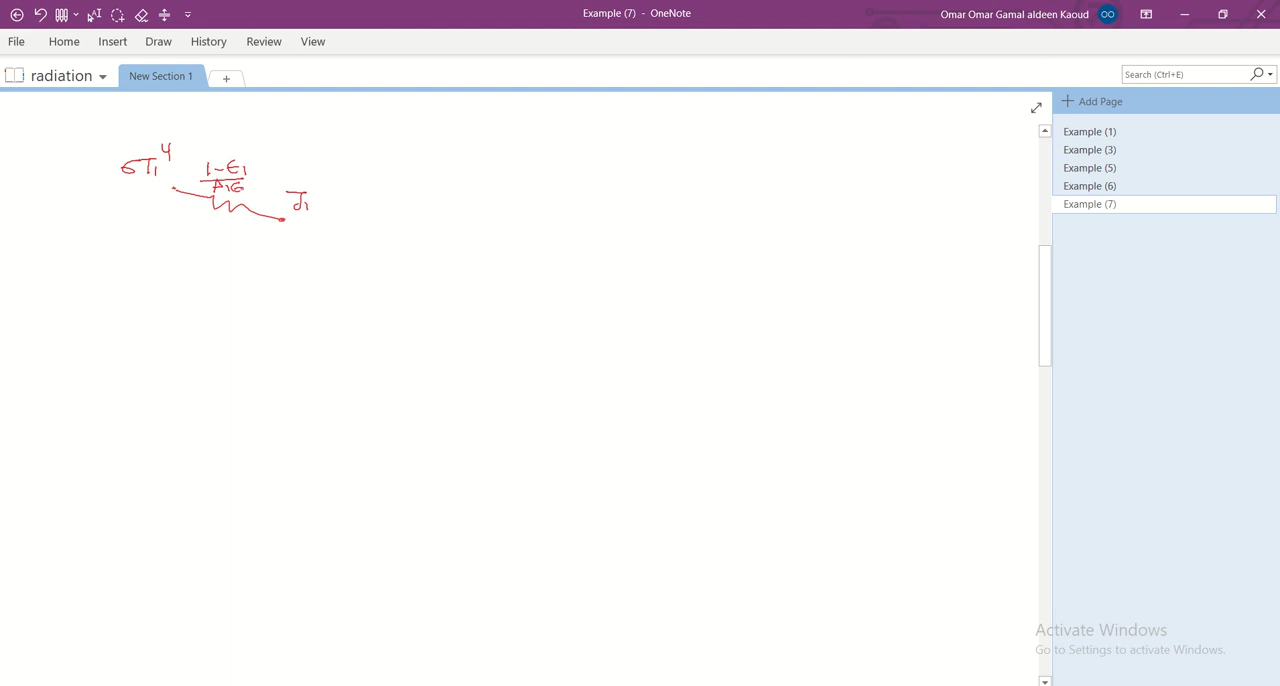 Example (7) - OneNote
Omar Omar Gamal aldeen Kaoud OO
File Home Insert Draw History Review View
radiation New Section 1 +
Search (Ctrl+E)
Add Page
Example (1)
Example (3)
Example (5)
Example (6)
Example (7)
σT₁⁴
1-ϵ₁
A₁ϵ
J₁
Activate Windows
Go to Settings to activate Windows.